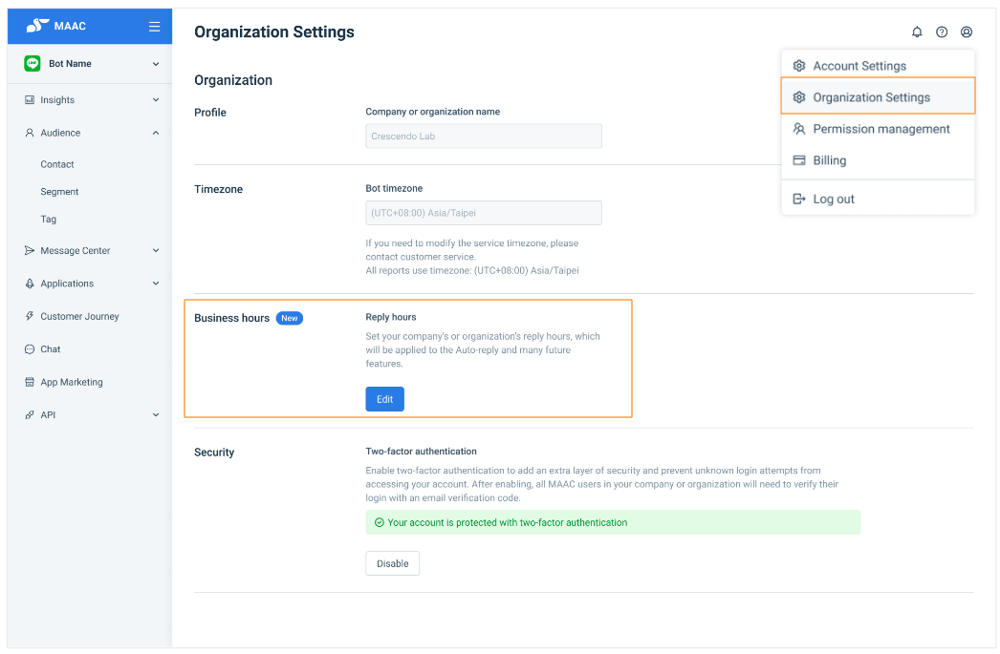 MAAC
Bot Name
Insights
Audience
Contact
Segment
Tag
Message Center
Applications
Customer Journey
Chat
App Marketing
API
Organization Settings
Account Settings
Organization Settings
Permission management
Billing
Log out
Organization
Profile
Company or organization name
Crescendo Lab
Timezone
Bot timezone
(UTC+08:00) Asia/Taipei
If you need to modify the service timezone, please
contact customer service.
All reports use timezone: (UTC+08:00) Asia/Taipei
Business hours New
Reply hours
Set your company's or organization's reply hours, which
will be applied to the Auto-reply and many future
features.
Edit
Security
Two-factor authentication
Enable two-factor authentication to add an extra layer of security and prevent unknown login attempts from
accessing your account. After enabling, all MAAC users in your company or organization will need to verify their
login with an email verification code.
Your account is protected with two-factor authentication
Disable